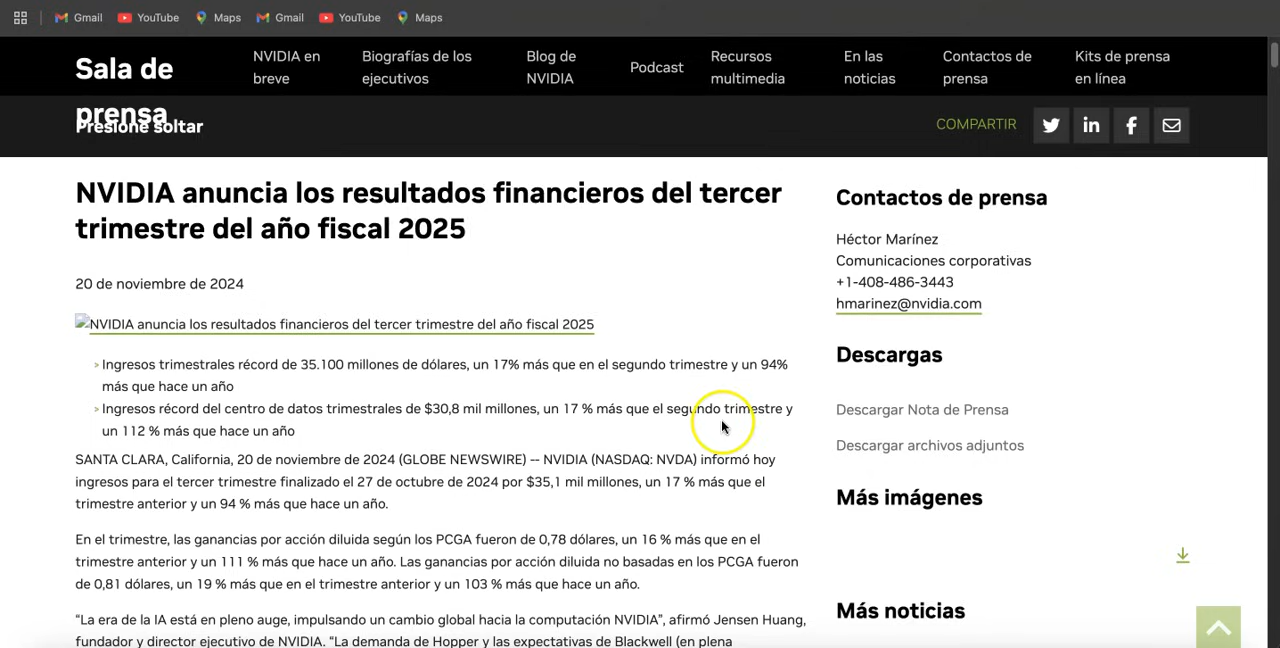 Gmail YouTube Maps Gmail YouTube Maps
Sala de prensa
NVIDIA en breve
Biografías de los ejecutivos
Blog de NVIDIA
Podcast
Recursos multimedia
En las noticias
Contactos de prensa
Kits de prensa en línea
Presione soltar
COMPARTIR
NVIDIA anuncia los resultados financieros del tercer
trimestre del año fiscal 2025
20 de noviembre de 2024
NVIDIA anuncia los resultados financieros del tercer trimestre del año fiscal 2025
> Ingresos trimestrales récord de 35.100 millones de dólares, un 17% más que en el segundo trimestre y un 94%
más que hace un año
> Ingresos récord del centro de datos trimestrales de $30,8 mil millones, un 17 % más que el segundo trimestre y
un 112 % más que hace un año
SANTA CLARA, California, 20 de noviembre de 2024 (GLOBE NEWSWIRE) -- NVIDIA (NASDAQ: NVDA) informó hoy
ingresos para el tercer trimestre finalizado el 27 de octubre de 2024 por $35,1 mil millones, un 17 % más que el
trimestre anterior y un 94 % más que hace un año.
En el trimestre, las ganancias por acción diluida según los PCGA fueron de 0,78 dólares, un 16 % más que en el
trimestre anterior y un 111 % más que hace un año. Las ganancias por acción diluida no basadas en los PCGA fueron
de 0,81 dólares, un 19 % más que en el trimestre anterior y un 103 % más que hace un año.
“La era de la IA está en pleno auge, impulsando un cambio global hacia la computación NVIDIA”, afirmó Jensen Huang,
fundador y director ejecutivo de NVIDIA. “La demanda de Hopper y las expectativas de Blackwell (en plena
Contactos de prensa
Héctor Marínez
Comunicaciones corporativas
+1-408-486-3443
hmarinez@nvidia.com
Descargas
Descargar Nota de Prensa
Descargar archivos adjuntos
Más imágenes
Más noticias